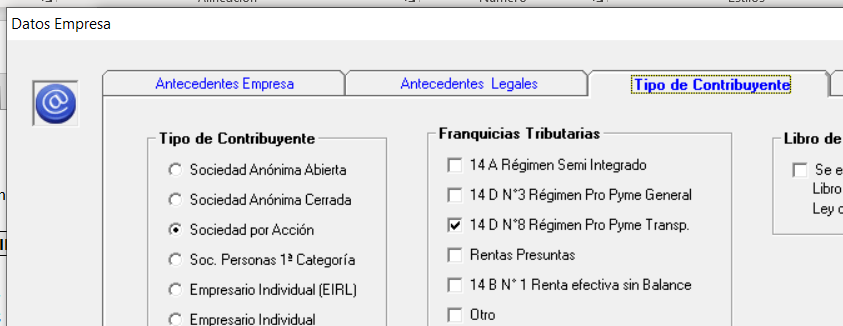 Alineación
Número
Estilos
Datos Empresa
Antecedentes Empresa
Antecedentes Legales
Tipo de Contribuyente
Tipo de Contribuyente
Sociedad Anónima Abierta
Sociedad Anónima Cerrada
Sociedad por Acción
Soc. Personas 1ª Categoría
Empresario Individual (EIRL)
Empresario Individual
Franquicias Tributarias
14 A Régimen Semi Integrado
14 D N°3 Régimen Pro Pyme General
14 D N°8 Régimen Pro Pyme Transp.
Rentas Presuntas
14 B N° 1 Renta efectiva sin Balance
Otro
Libro de
Se e
Libro
Ley